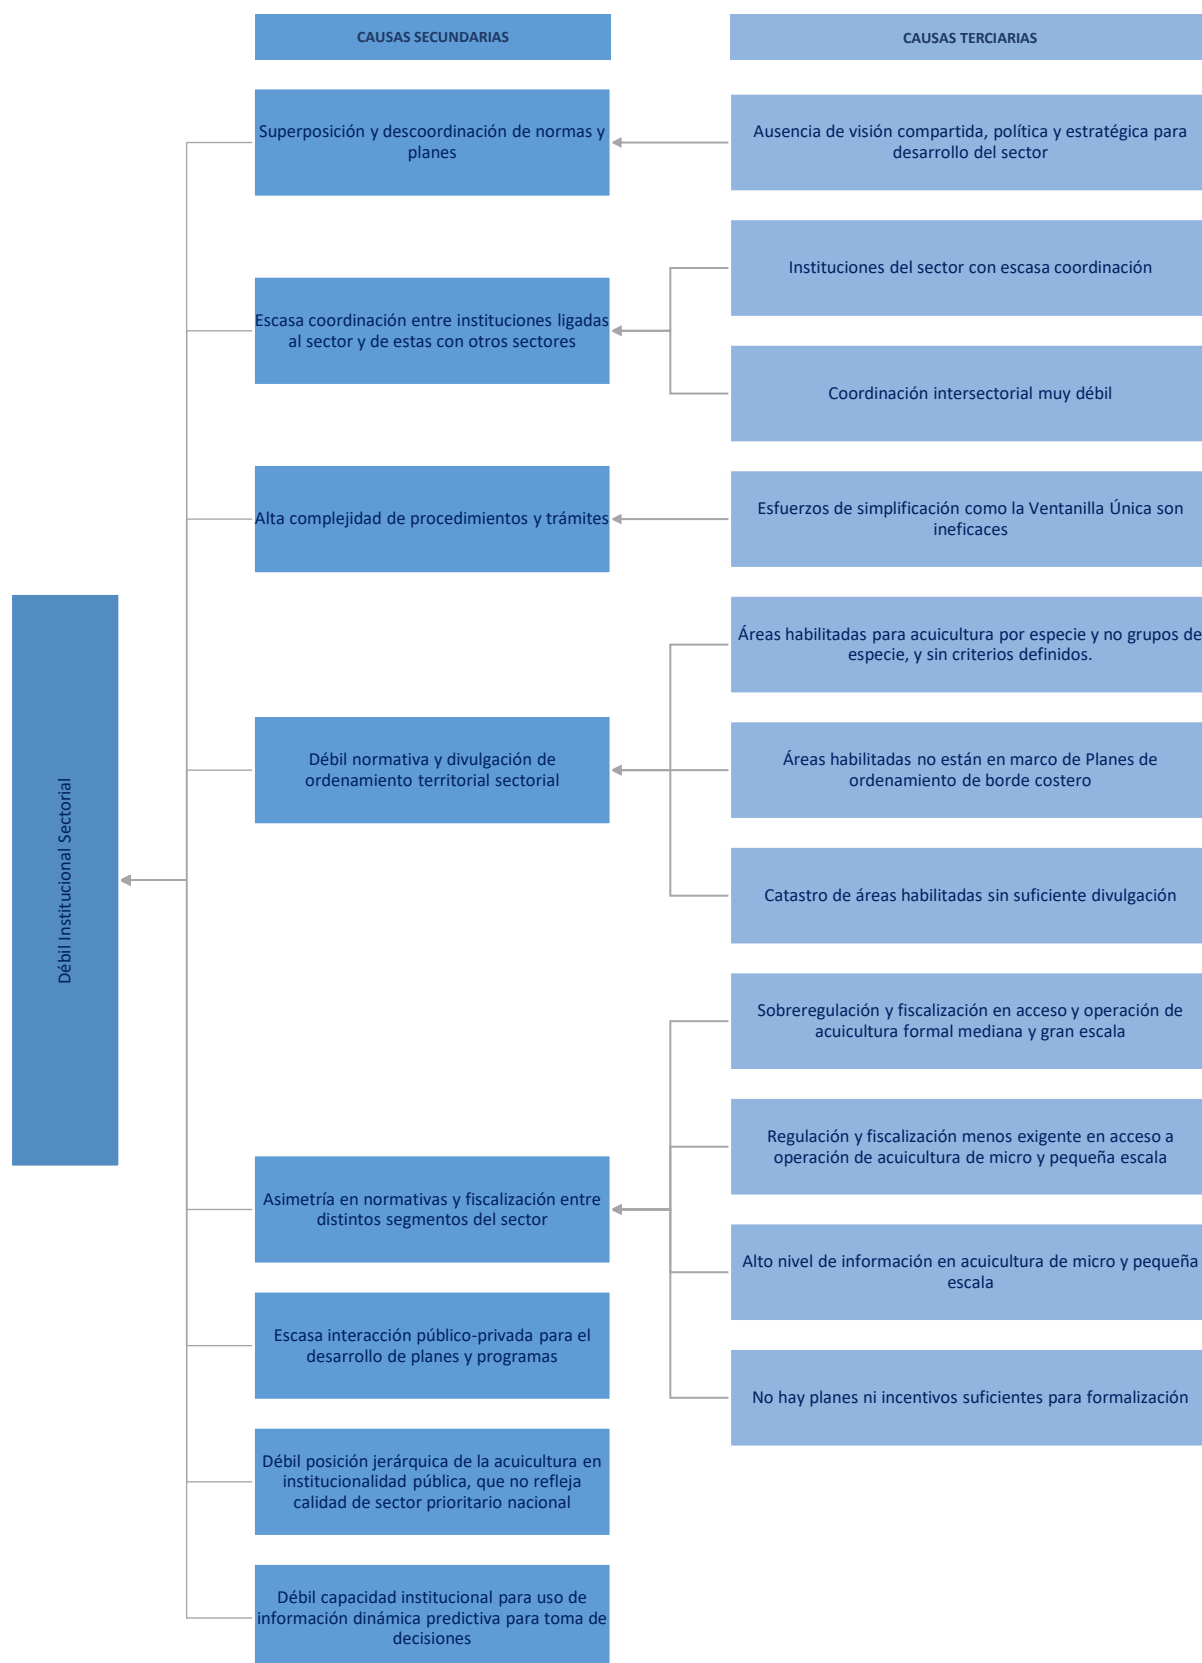 CAUSAS SECUNDARIAS
CAUSAS TERCIARIAS
Débil Institucional Sectorial
Superposición y descoordinación de normas y
planes
Ausencia de visión compartida, política y estratégica para
desarrollo del sector
Escasa coordinación entre instituciones ligadas
al sector y de estas con otros sectores
Instituciones del sector con escasa coordinación
Coordinación intersectorial muy débil
Alta complejidad de procedimientos y trámites
Esfuerzos de simplificación como la Ventanilla Única son
ineficaces
Débil normativa y divulgación de
ordenamiento territorial sectorial
Áreas habilitadas para acuicultura por especie y no grupos de
especie, y sin criterios definidos.
Áreas habilitadas no están en marco de Planes de
ordenamiento de borde costero
Catastro de áreas habilitadas sin suficiente divulgación
Asimetría en normativas y fiscalización entre
distintos segmentos del sector
Sobreregulación y fiscalización en acceso y operación de
acuicultura formal mediana y gran escala
Regulación y fiscalización menos exigente en acceso a
operación de acuicultura de micro y pequeña escala
Alto nivel de información en acuicultura de micro y pequeña
escala
No hay planes ni incentivos suficientes para formalización
Escasa interacción público-privada para el
desarrollo de planes y programas
Débil posición jerárquica de la acuicultura en
institucionalidad pública, que no refleja
calidad de sector prioritario nacional
Débil capacidad institucional para uso de
información dinámica predictiva para toma de
decisiones